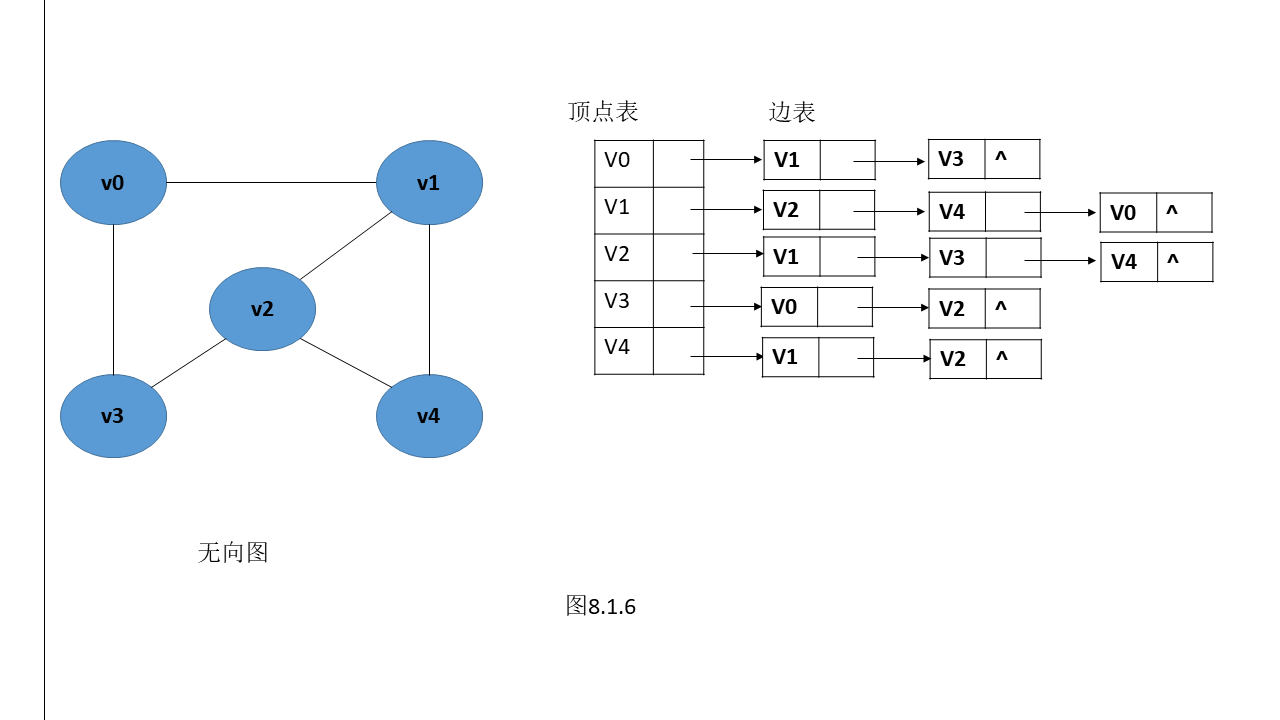 顶点表 边表
v0 v1
v2
v3 v4
V0 V1 V3 ^
V1 V2 V4 V0 ^
V2 V1 V3 V4 ^
V3 V0 V2 ^
V4 V1 V2 ^
无向图
图8.1.6